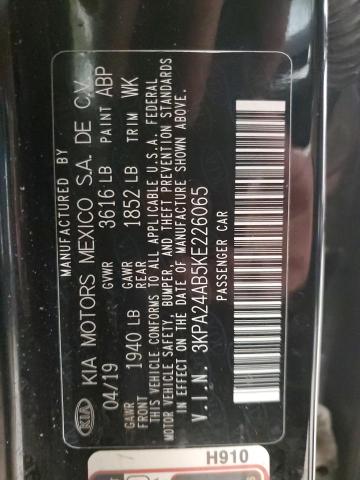 MANUFACTURED BY
KIA KIA MOTORS MEXICO S.A. DE C.V.
04/19 3616 LB PAINT ABP
GAWR FRONT 1940 LB GAWR REAR 1852 LB TRIM WK
THIS VEHICLE CONFORMS TO ALL APPLICABLE U.S.A. FEDERAL
MOTOR VEHICLE SAFETY, BUMPER, AND THEFT PREVENTION STANDARDS
IN EFFECT ON THE DATE OF MANUFACTURE SHOWN ABOVE.
V.I.N. 3KPA24AB5KE226065
PASSENGER CAR
H910